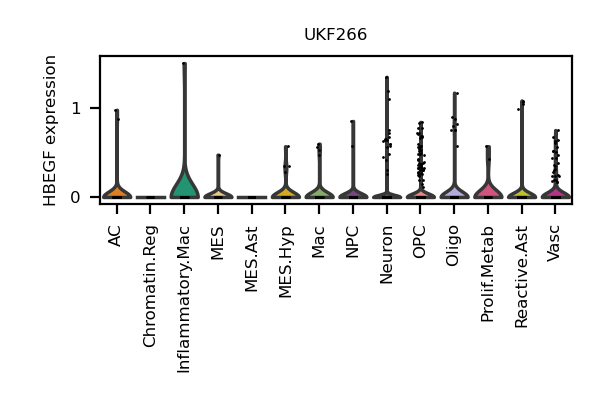 UKF266
HBEGF expression
1
0
AC
Chromatin.Reg
Inflammatory.Mac
MES
MES.Ast
MES.Hyp
Mac
NPC
Neuron
OPC
Oligo
Prolif.Metab
Reactive.Ast
Vasc